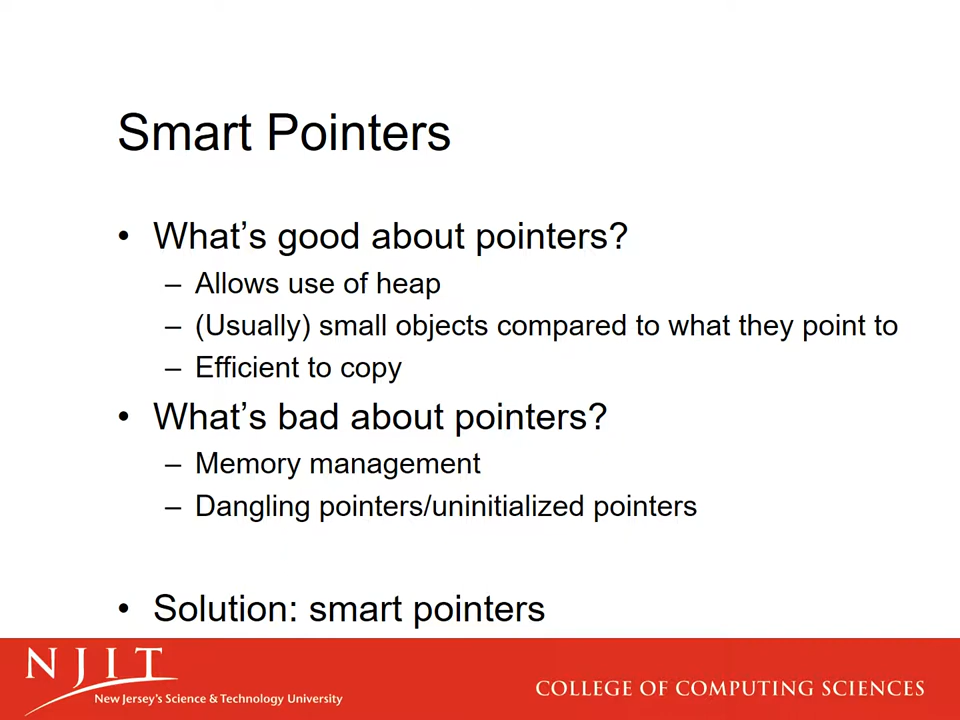 Smart Pointers
• What’s good about pointers?
– Allows use of heap
– (Usually) small objects compared to what they point to
– Efficient to copy
• What’s bad about pointers?
– Memory management
– Dangling pointers/uninitialized pointers
• Solution: smart pointers
NJIT
New Jersey's Science & Technology University
COLLEGE OF COMPUTING SCIENCES